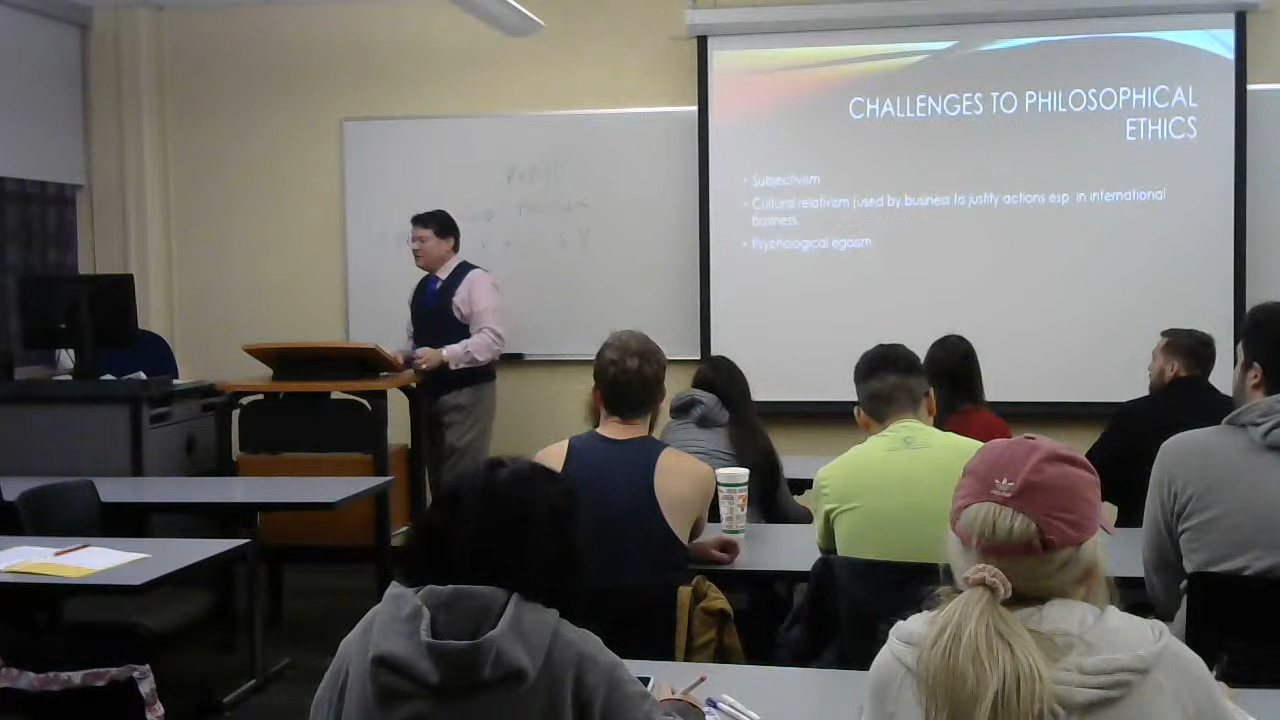 CHALLENGES TO PHILOSOPHICAL
ETHICS
• Subjectivism
• Cultural relativism (used by business to justify actions esp. in international
business
• Psychological egoism